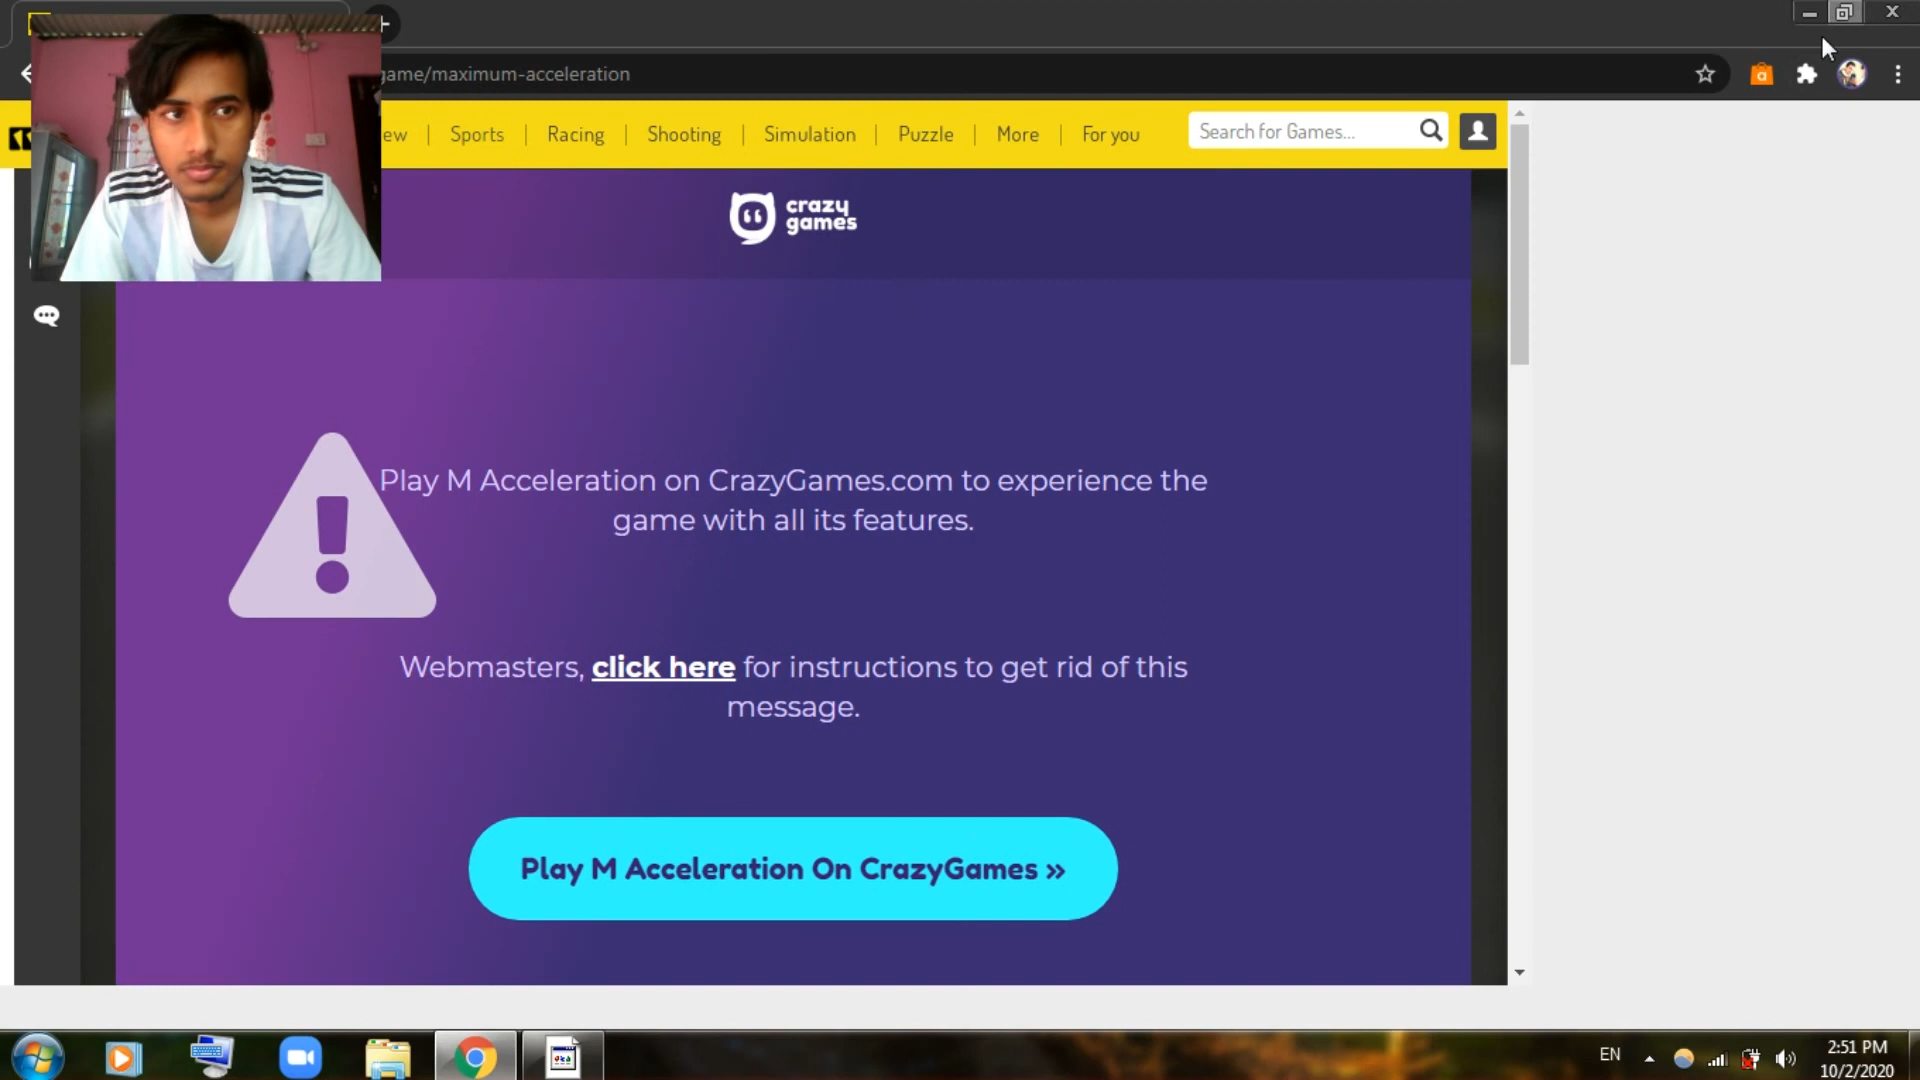 game/maximum-acceleration
ew | Sports | Racing | Shooting | Simulation | Puzzle | More | For you
Search for Games...
crazy
games
Play M Acceleration on CrazyGames.com to experience the
game with all its features.
Webmasters, click here for instructions to get rid of this
message.
Play M Acceleration On CrazyGames »
EN
2:51 PM
10/2/2020